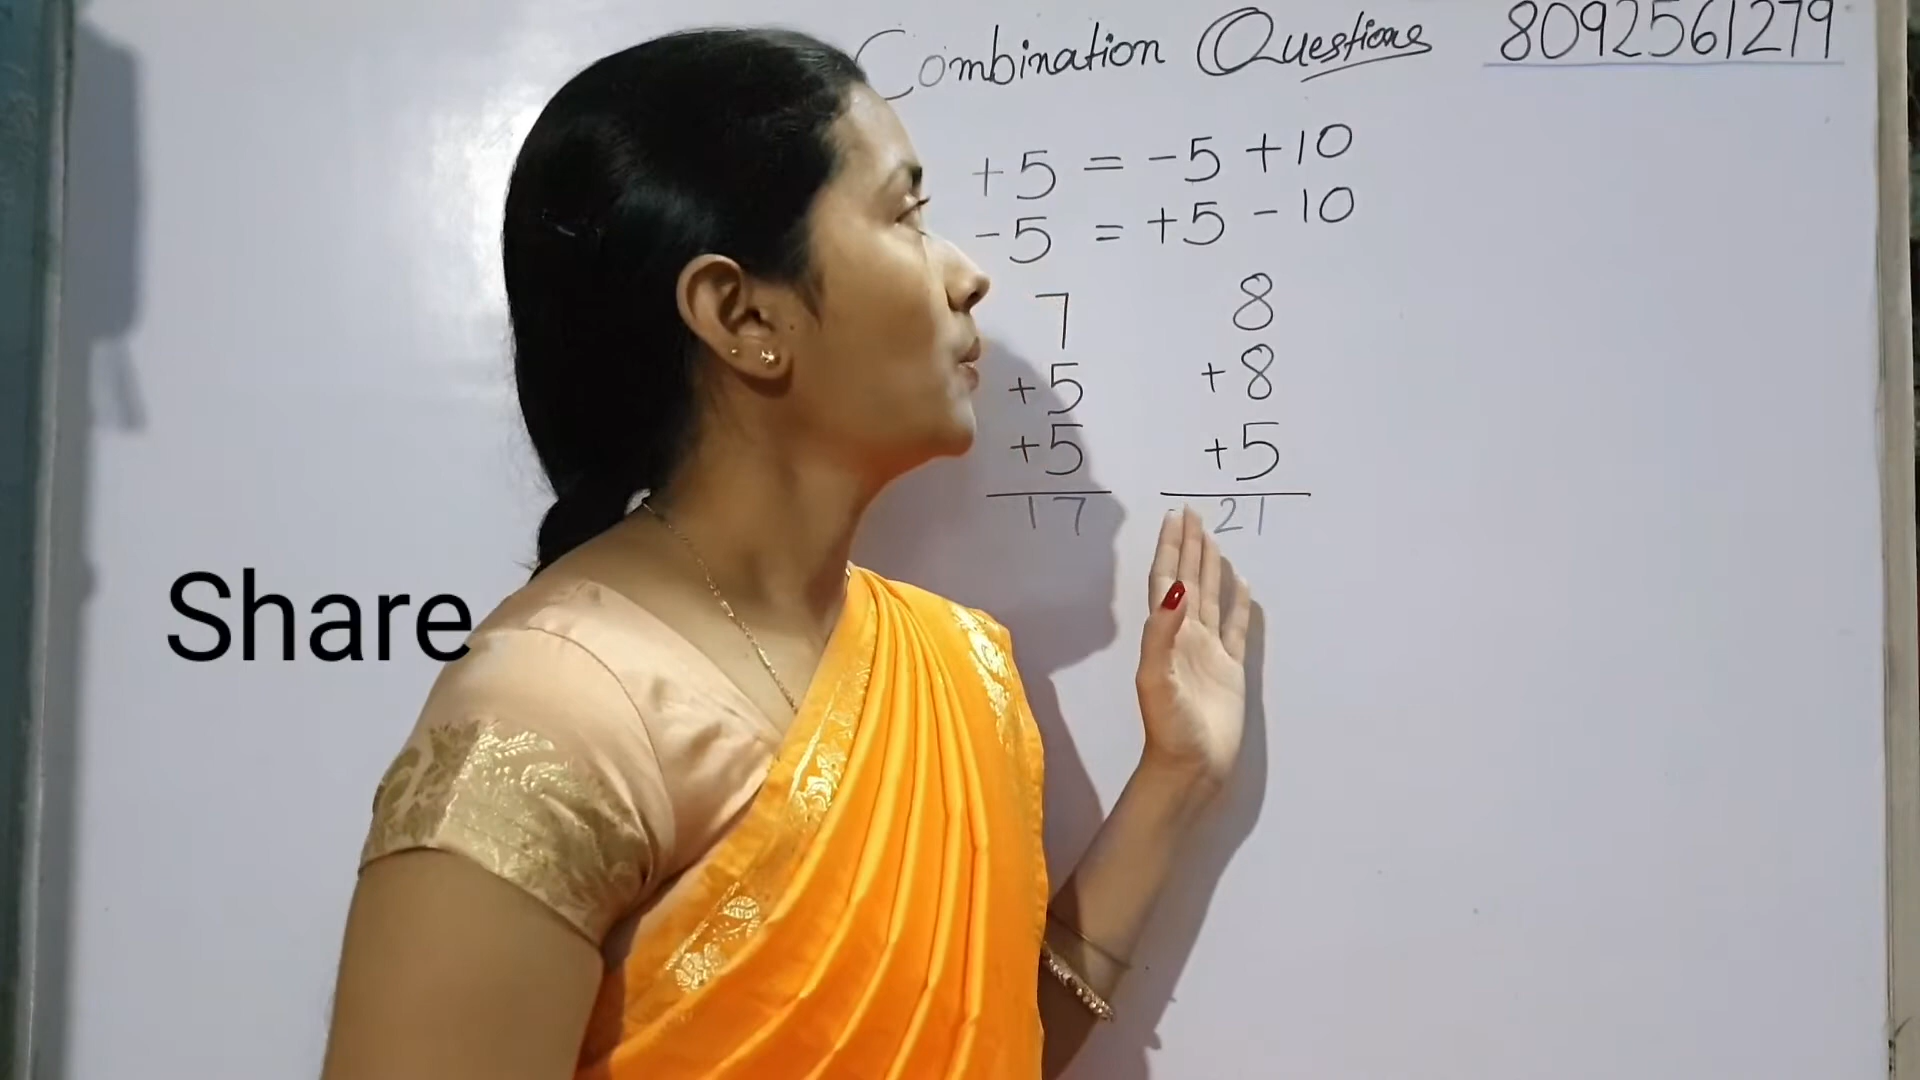 Combination Questions 8092561279
+5 = -5 +10
-5 = +5 -10
7
+5
+5
17
8
+8
+5
21
Share